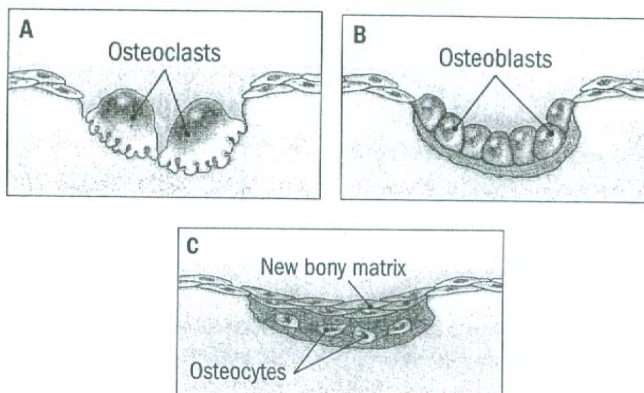 A
Osteoclasts
B
Osteoblasts
C
New bony matrix
Osteocytes